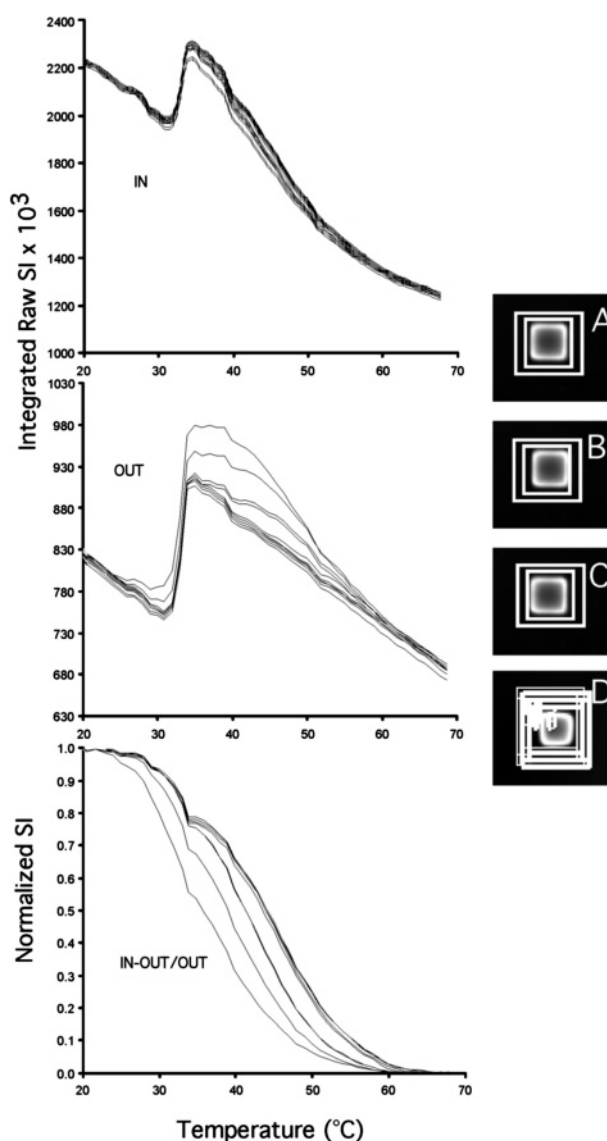 2400
2200
2000
1800
1600
1400
1200
1000
IN
20 30 40 50 60 70
Integrated Raw SI x 10³
1030
980
930
880
830
780
730
680
630
OUT
20 30 40 50 60 70
A
B
C
D
1.0
0.9
0.8
0.7
0.6
0.5
0.4
0.3
0.2
0.1
0.0
Normalized SI
IN-OUT/OUT
20 30 40 50 60 70
Temperature (°C)